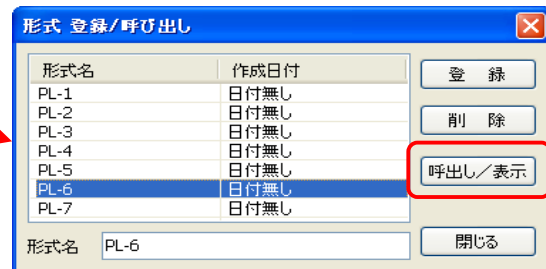 形式 登録/呼び出し
形式名 作成日付
PL-1 日付無し
PL-2 日付無し
PL-3 日付無し
PL-4 日付無し
PL-5 日付無し
PL-6 日付無し
PL-7 日付無し
登 録
削 除
呼出し／表示
形式名 PL-6
閉じる